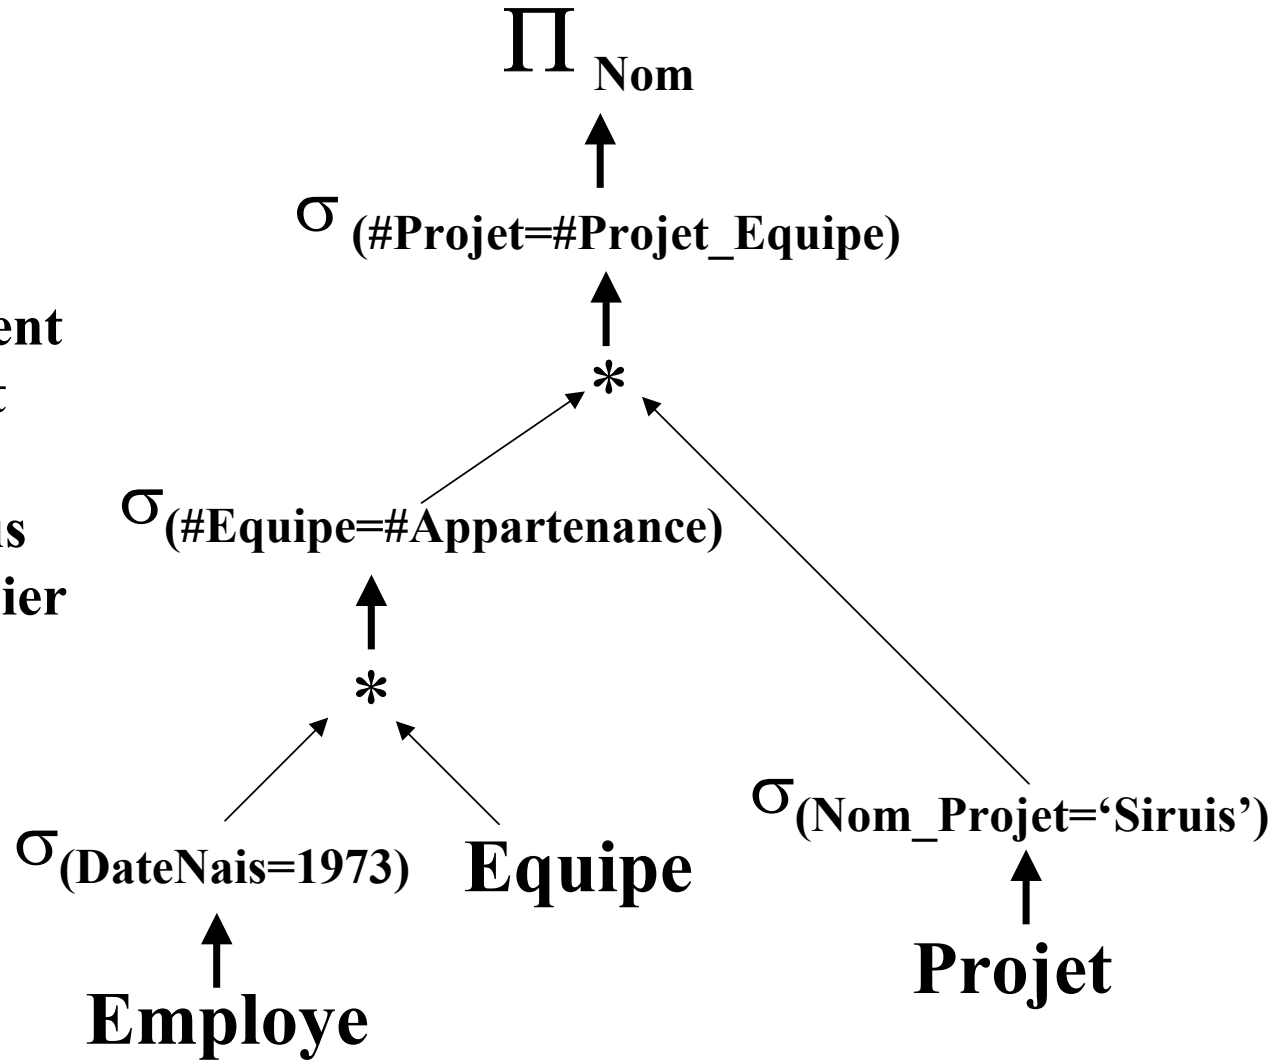 Π Nom
σ (#Projet=#Projet_Equipe)
ent
t
*
σ(#Equipe=#Appartenance)
ier
*
σ(Nom_Projet=‘Siruis’)
σ(DateNais=1973)
Equipe
Projet
Employe